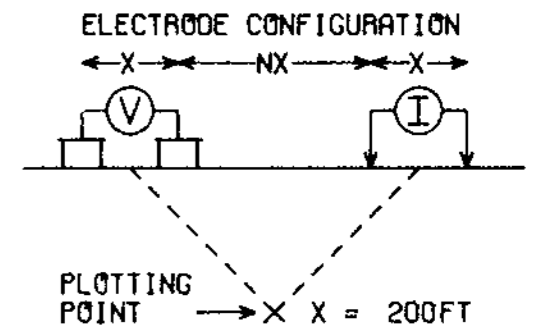 ELECTRODE CONFIGURATION
X NX X
V I
PLOTTING
POINT X X = 200FT